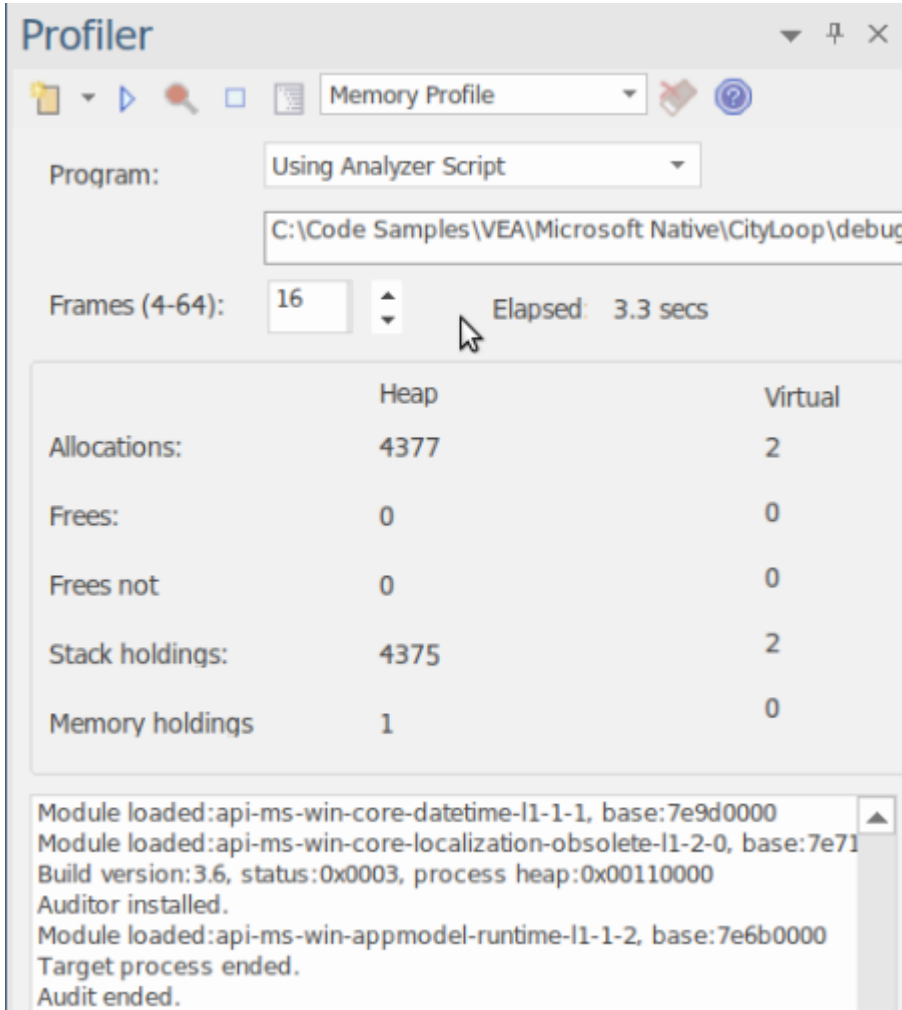 Profiler
Memory Profile
Program: Using Analyzer Script
C:\Code Samples\VEA\Microsoft Native\CityLoop\debug
Frames (4-64): 16 Elapsed: 3.3 secs
Heap Virtual
Allocations: 4377 2
Frees: 0 0
Frees not 0 0
Stack holdings: 4375 2
Memory holdings 1 0
Module loaded:api-ms-win-core-datetime-l1-1-1, base:7e9d0000
Module loaded:api-ms-win-core-localization-obsolete-l1-2-0, base:7e71
Build version:3.6, status:0x0003, process heap:0x00110000
Auditor installed.
Module loaded:api-ms-win-appmodel-runtime-l1-1-2, base:7e6b0000
Target process ended.
Audit ended.